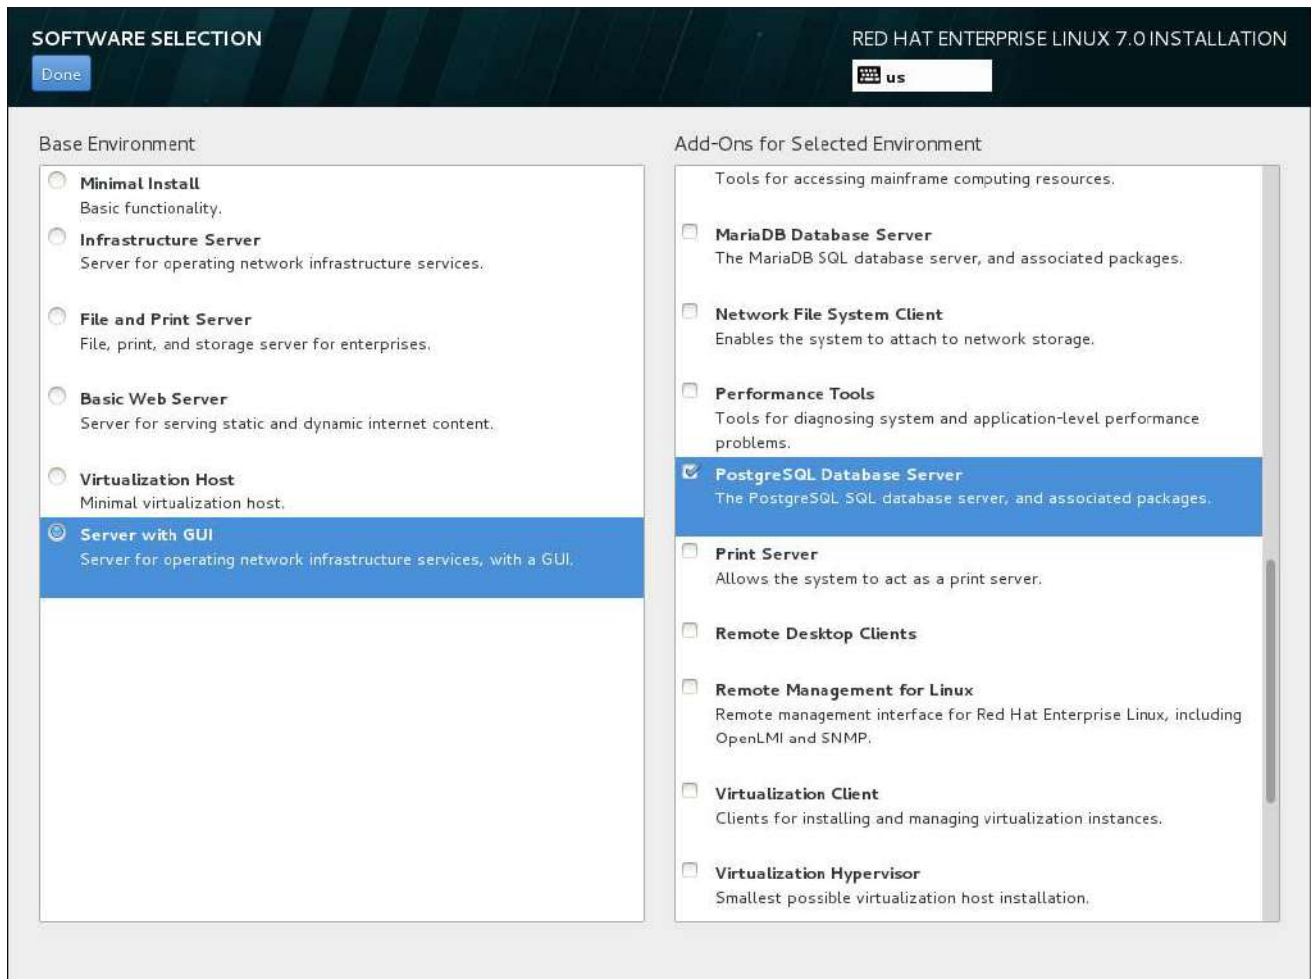 SOFTWARE SELECTION
RED HAT ENTERPRISE LINUX 7.0 INSTALLATION
Done
us
Base Environment
Minimal Install
Basic functionality.
Infrastructure Server
Server for operating network infrastructure services.
File and Print Server
File, print, and storage server for enterprises.
Basic Web Server
Server for serving static and dynamic internet content.
Virtualization Host
Minimal virtualization host.
Server with GUI
Server for operating network infrastructure services, with a GUI.
Add-Ons for Selected Environment
Tools for accessing mainframe computing resources.
MariaDB Database Server
The MariaDB SQL database server, and associated packages.
Network File System Client
Enables the system to attach to network storage.
Performance Tools
Tools for diagnosing system and application-level performance
problems.
PostgreSQL Database Server
The PostgreSQL SQL database server, and associated packages.
Print Server
Allows the system to act as a print server.
Remote Desktop Clients
Remote Management for Linux
Remote management interface for Red Hat Enterprise Linux, including
OpenLMI and SNMP.
Virtualization Client
Clients for installing and managing virtualization instances.
Virtualization Hypervisor
Smallest possible virtualization host installation.